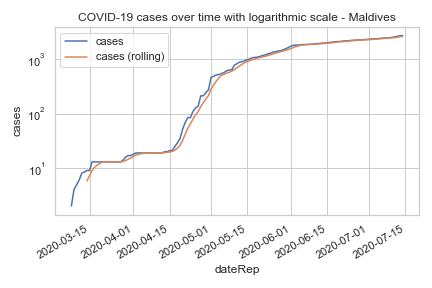 COVID-19 cases over time with logarithmic scale - Maldives
cases
cases (rolling)
10³
10²
10¹
cases
2020-03-15
2020-04-01
2020-04-15
2020-05-01
2020-05-15
2020-06-01
2020-06-15
2020-07-01
2020-07-15
dateRep